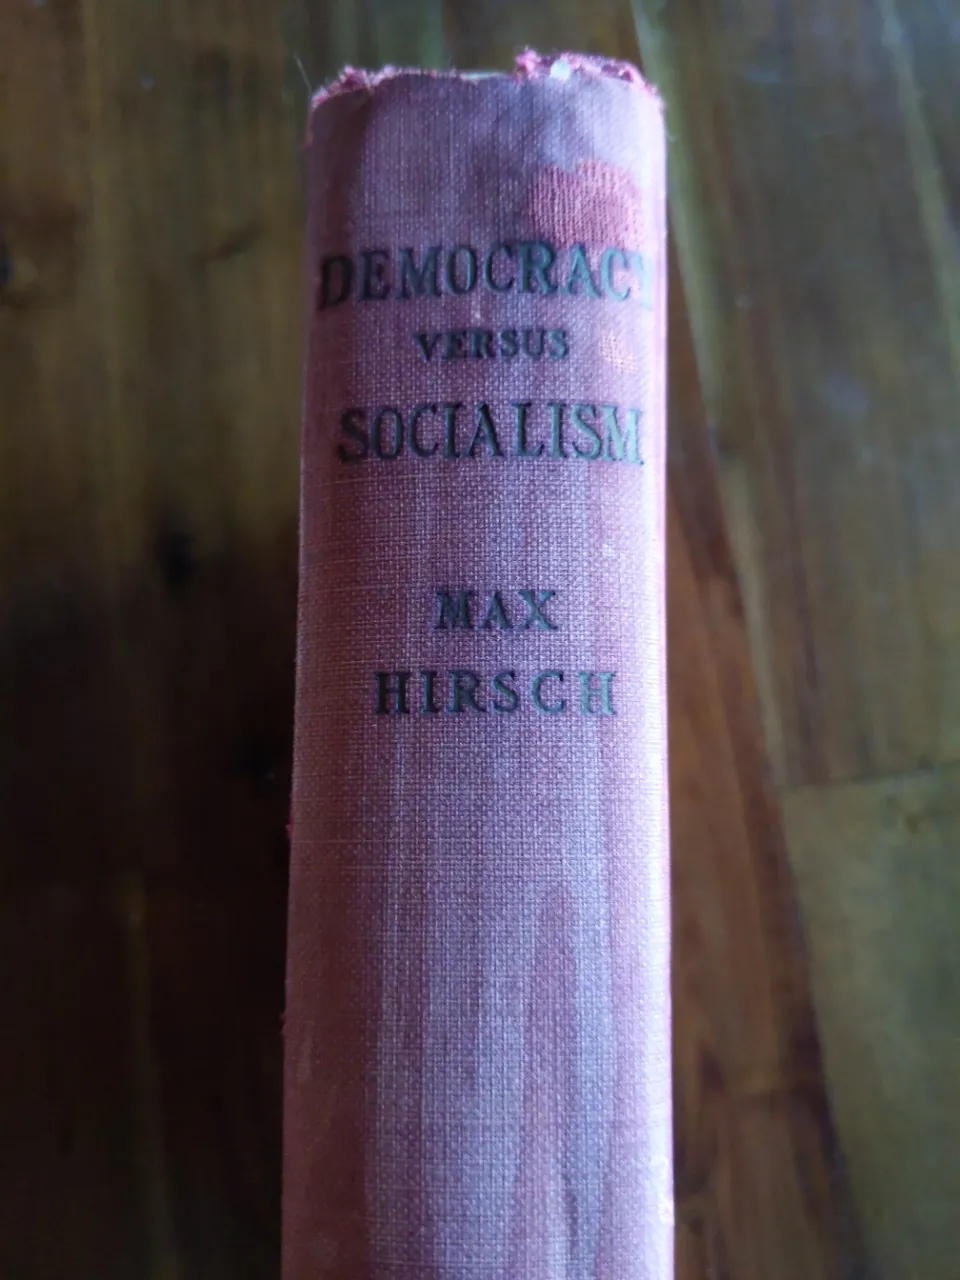 DEMOCRACY
VERSUS
SOCIALISM
MAX
HIRSCH